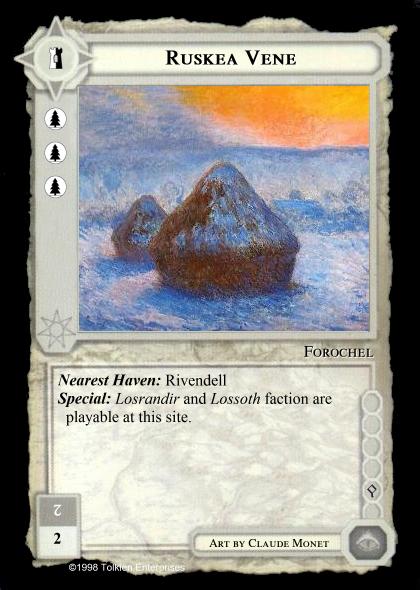 RUSKEA VENE
FOROCHEL
Nearest Haven: Rivendell
Special: Losrandir and Lossoth faction are
playable at this site.
2
2
ART BY CLAUDE MONET
©1998 Tolkien Enterprises